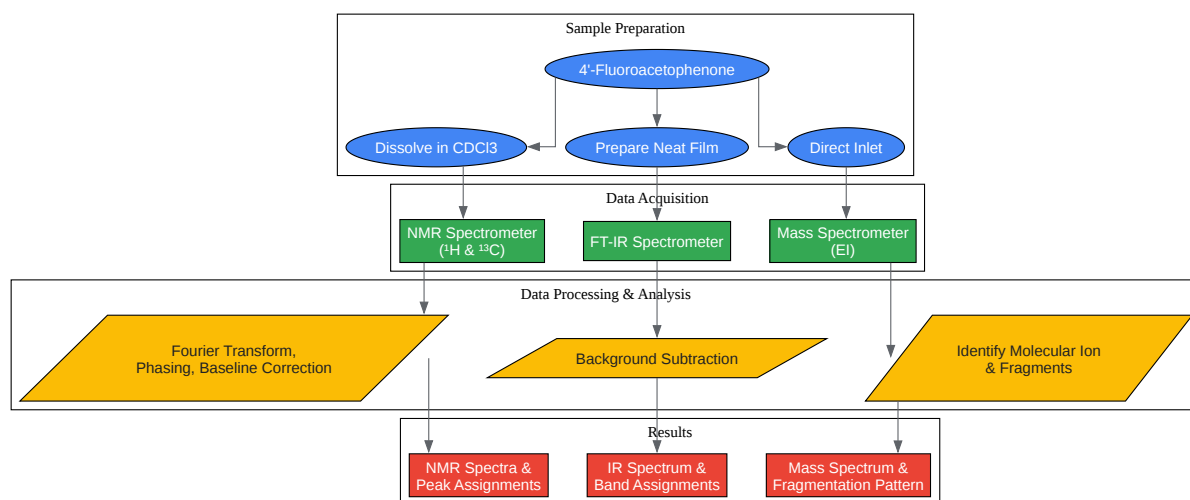 Sample Preparation
4'-Fluoroacetophenone
Dissolve in CDCl3
Prepare Neat Film
Direct Inlet
Data Acquisition
NMR Spectrometer
(¹H & ¹³C)
FT-IR Spectrometer
Mass Spectrometer
(EI)
Data Processing & Analysis
Fourier Transform,
Phasing, Baseline Correction
Background Subtraction
Identify Molecular Ion
& Fragments
Results
NMR Spectra &
Peak Assignments
IR Spectrum &
Band Assignments
Mass Spectrum &
Fragmentation Pattern